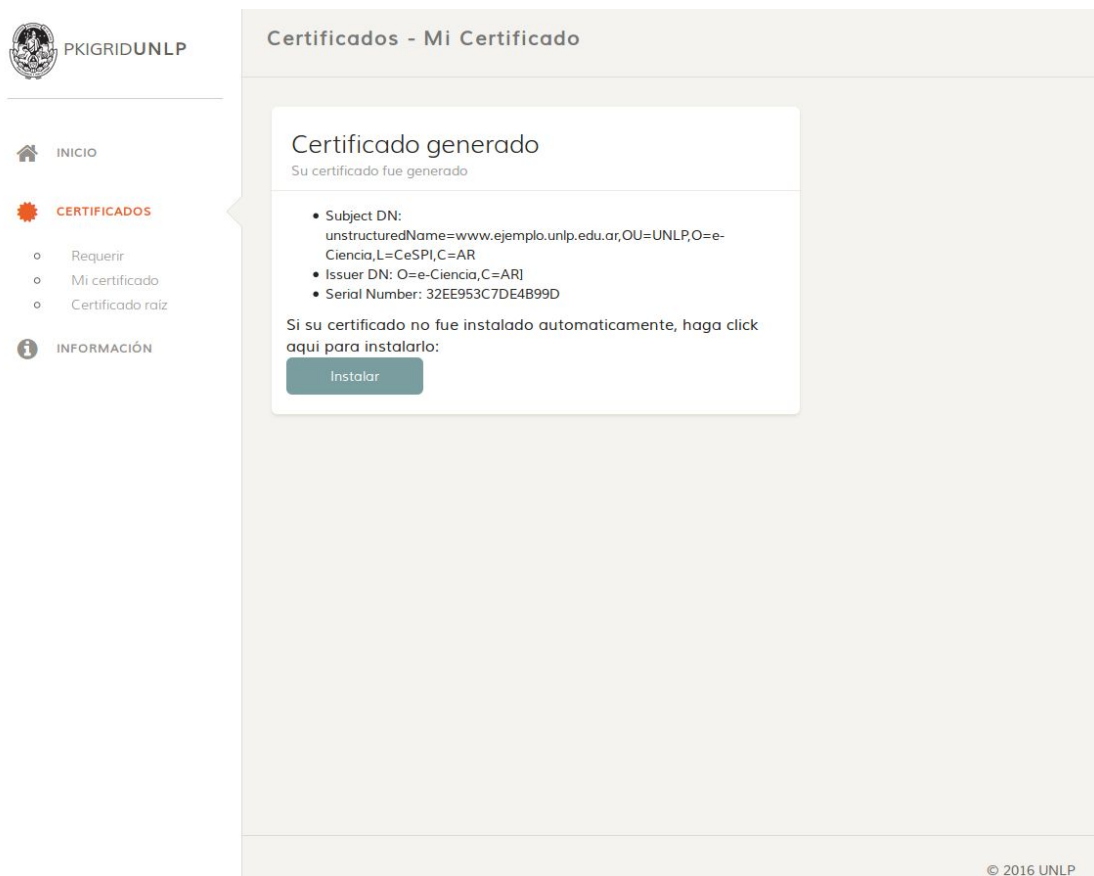 PKIGRIDUNLP
Certificados - Mi Certificado
INICIO
CERTIFICADOS
Requerir
Mi certificado
Certificado raíz
INFORMACIÓN
Certificado generado
Su certificado fue generado
• Subject DN:
unstructuredName=www.ejemplo.unlp.edu.ar,OU=UNLP,O=e-
Ciencia,L=CeSPI,C=AR
• Issuer DN: O=e-Ciencia,C=AR]
• Serial Number: 32EE953C7DE4B99D
Si su certificado no fue instalado automaticamente, haga click
aqui para instalarlo:
Instalar
© 2016 UNLP